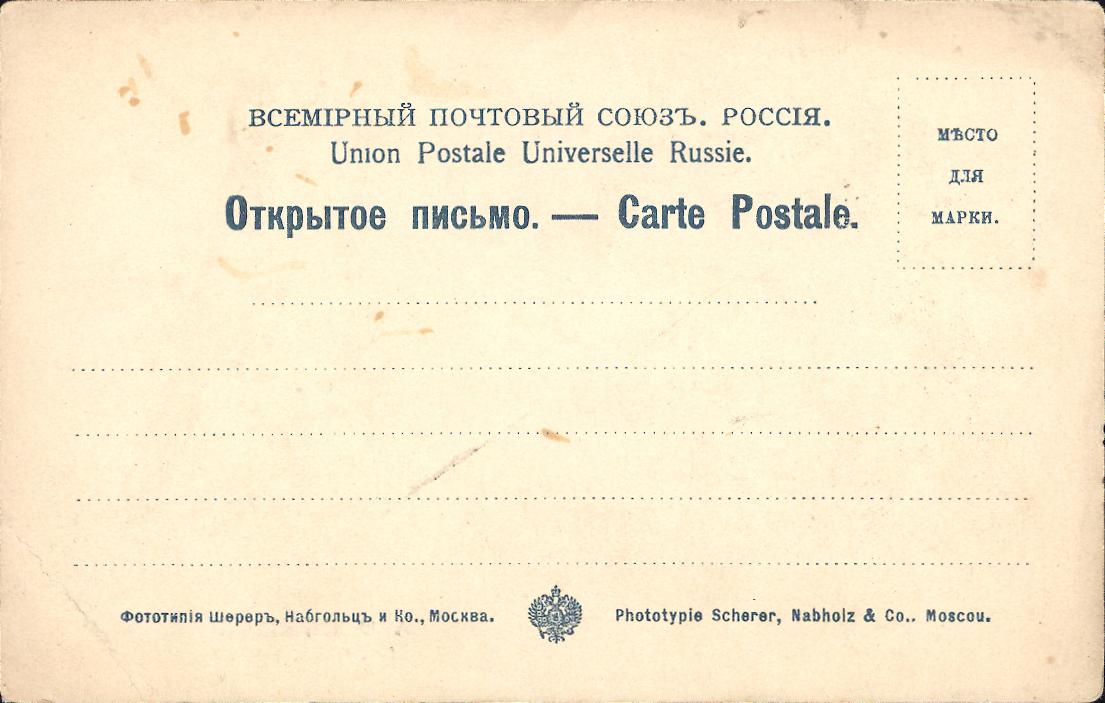 ВСЕМІРНЫЙ ПОЧТОВЫЙ СОЮЗЪ. РОССІЯ.
Union Postale Universelle Russie.
Открытое письмо. — Carte Postale.
МѢСТО
ДЛЯ
МАРКИ.
Фототипія Шереръ, Набгольцъ и Ко., Москва.
Phototypie Scherer, Nabholz & Co., Moscou.